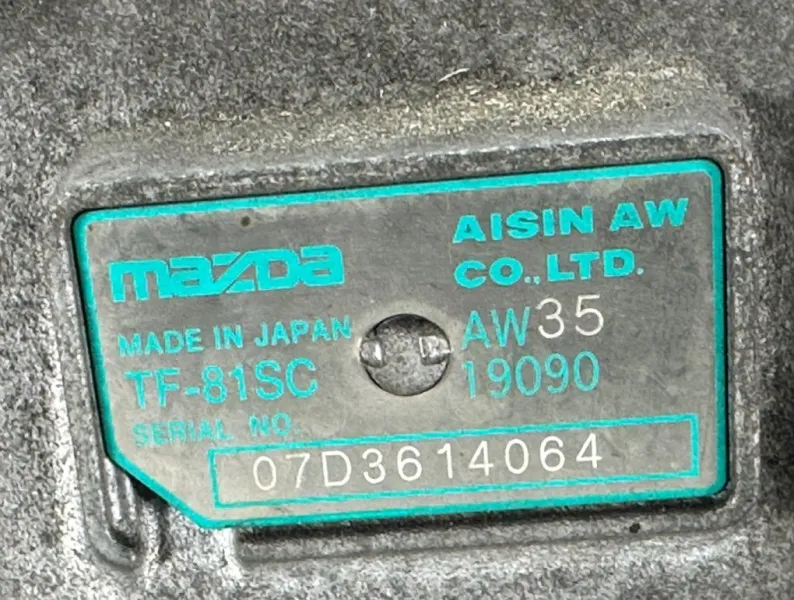 mazda
AISIN AW
CO.,LTD.
MADE IN JAPAN
AW35
TF-81SC
19090
SERIAL NO.
07D3614064